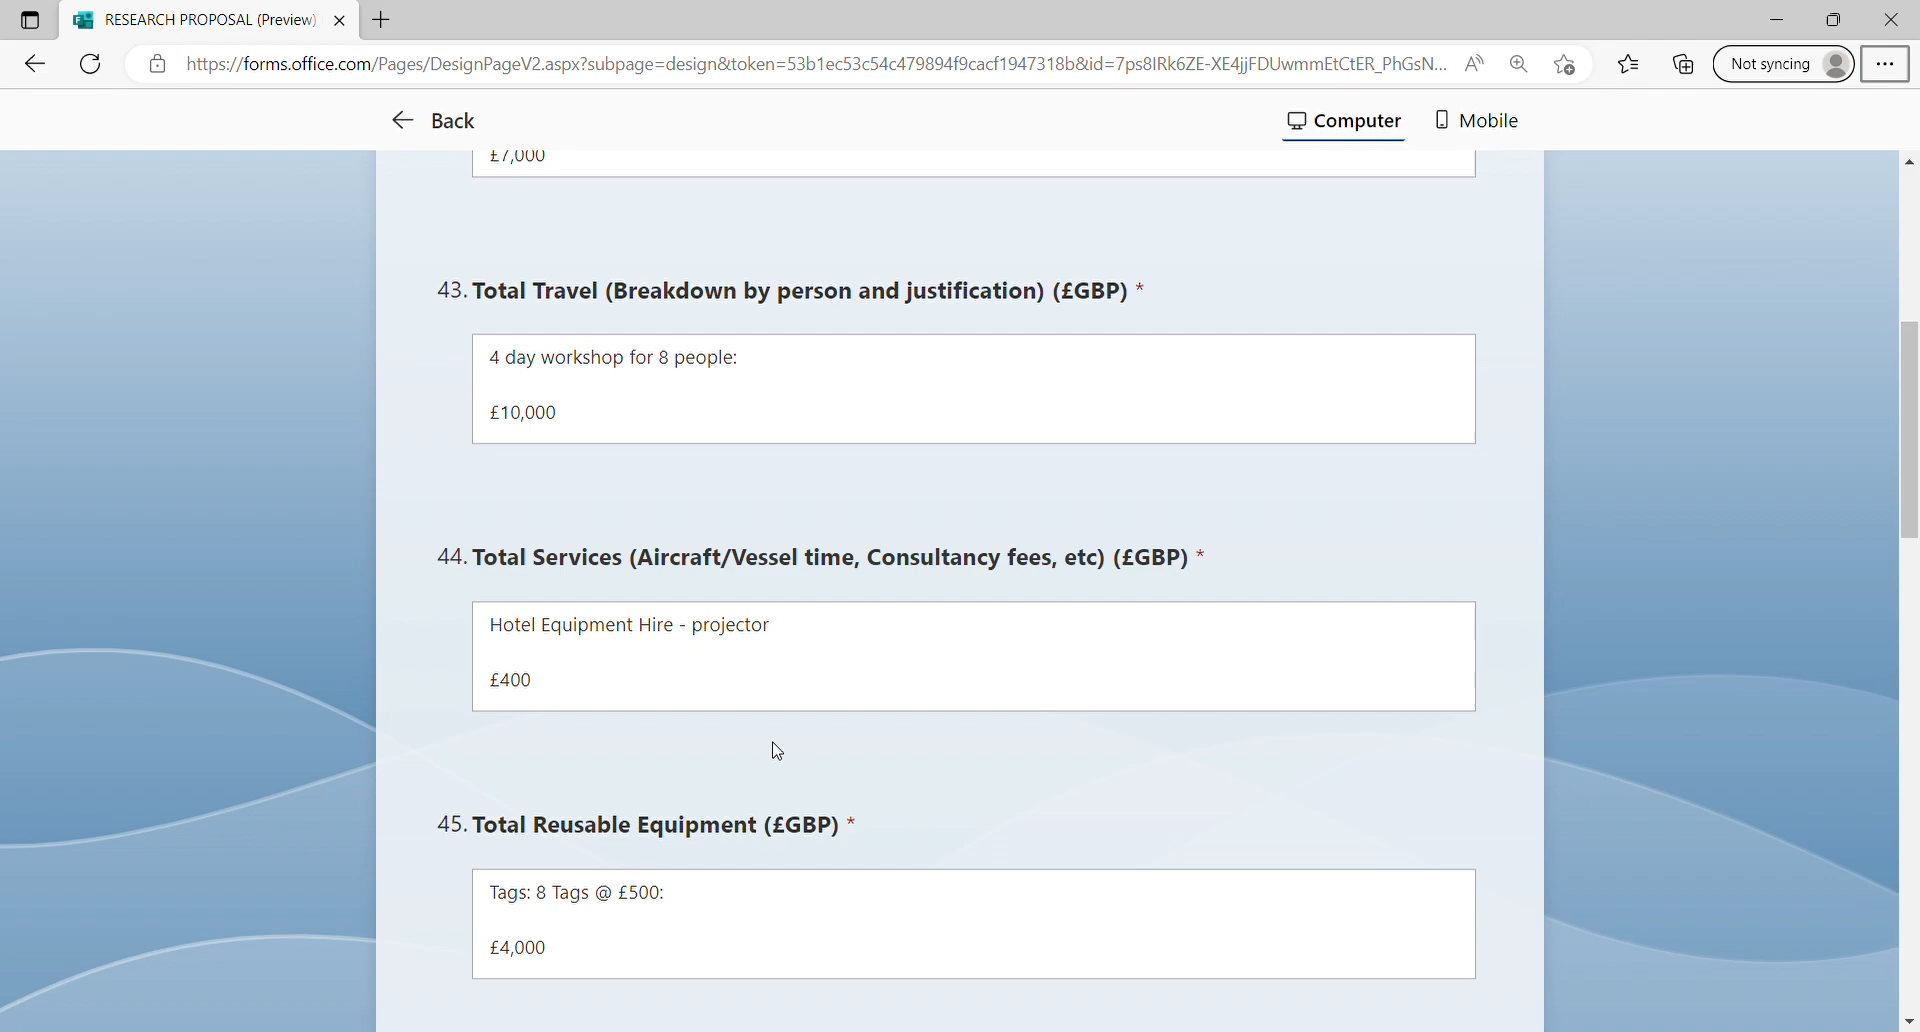 RESEARCH PROPOSAL (Preview)
https://forms.office.com/Pages/DesignPageV2.aspx?subpage=design&token=53b1ec53c54c479894f9cacf1947318b&id=7ps8IRk6ZE-XE4jjFDUwmmEtCtER_PhGsN...
Not syncing
Back
Computer
Mobile
£7,000
43. Total Travel (Breakdown by person and justification) (£GBP) *
4 day workshop for 8 people:
£10,000
44. Total Services (Aircraft/Vessel time, Consultancy fees, etc) (£GBP) *
Hotel Equipment Hire - projector
£400
45. Total Reusable Equipment (£GBP) *
Tags: 8 Tags @ £500:
£4,000